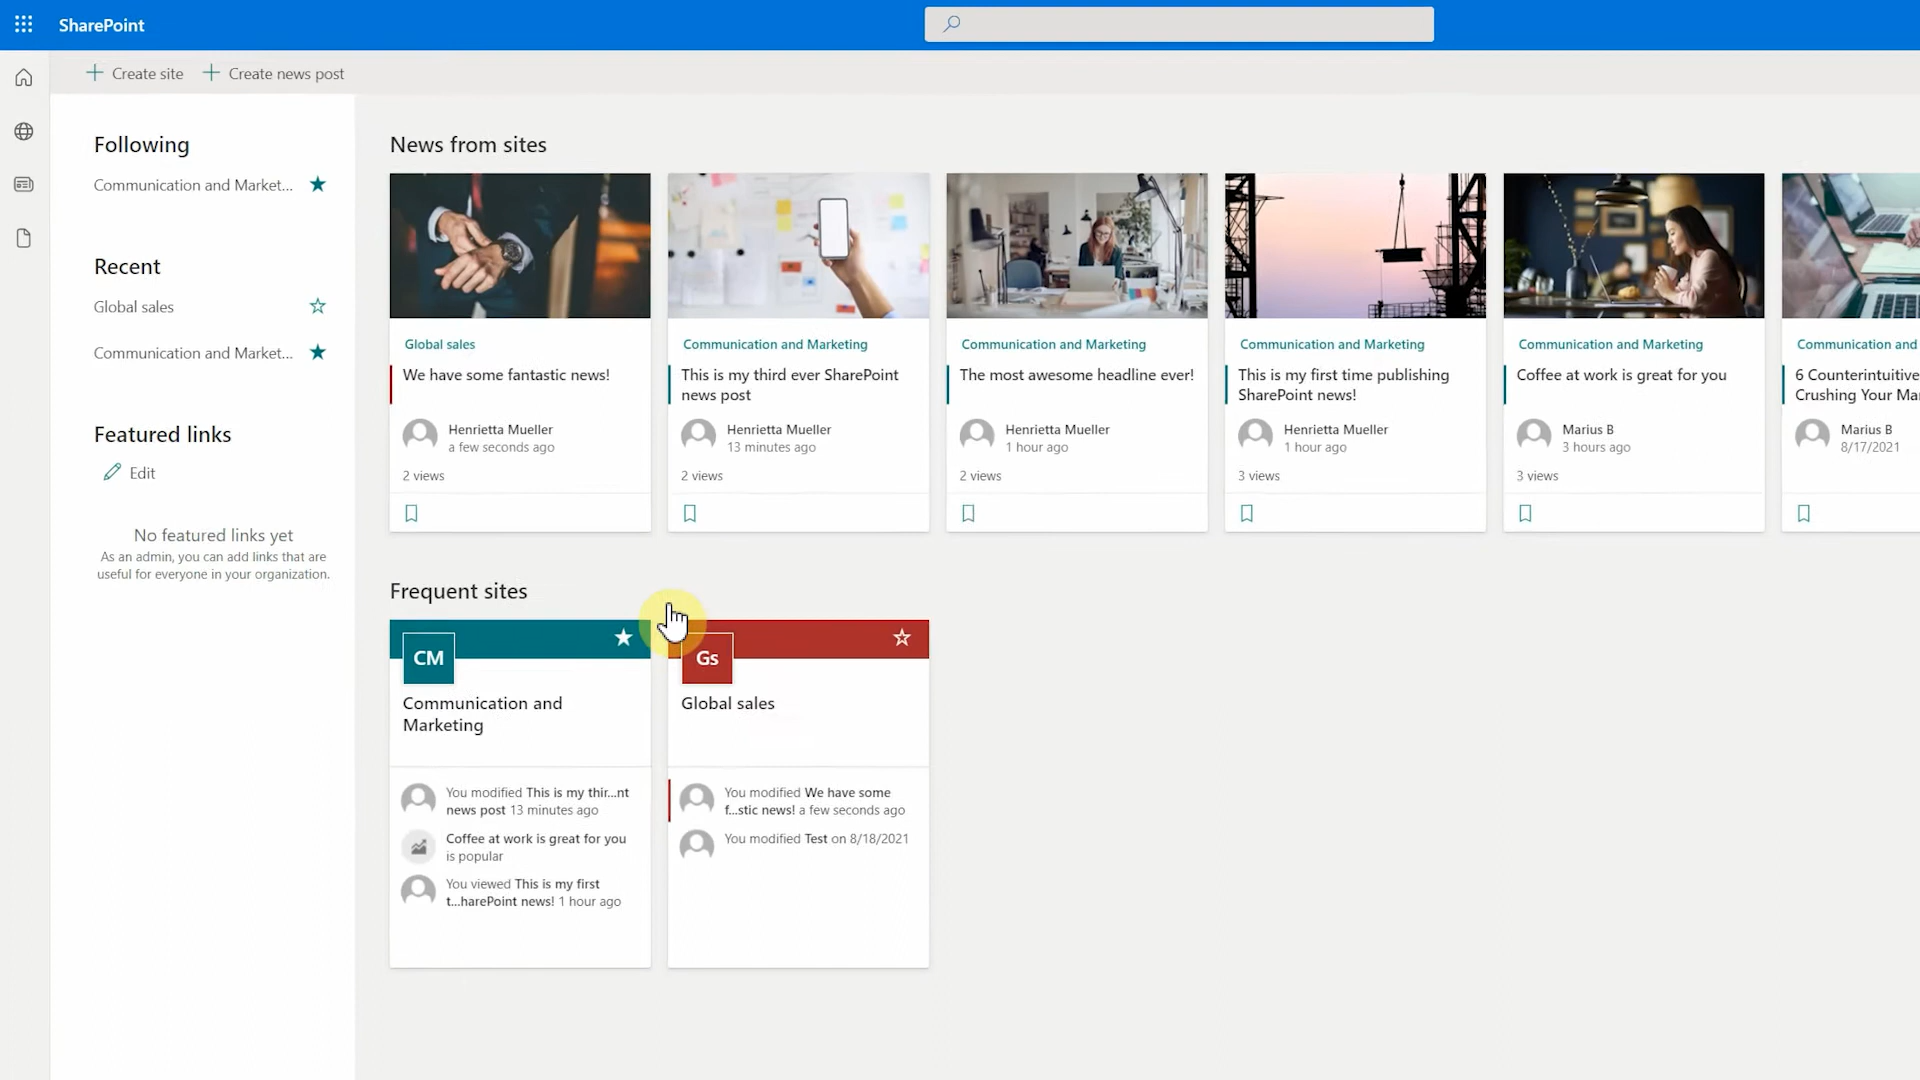 SharePoint
Create site
Create news post
Following
Communication and Market...
Recent
Global sales
Communication and Market...
Featured links
Edit
No featured links yet
As an admin, you can add links that are
useful for everyone in your organization.
News from sites
Global sales
We have some fantastic news!
Henrietta Mueller
a few seconds ago
2 views
Communication and Marketing
This is my third ever SharePoint
news post
Henrietta Mueller
13 minutes ago
2 views
Communication and Marketing
The most awesome headline ever!
Henrietta Mueller
1 hour ago
2 views
Communication and Marketing
This is my first time publishing
SharePoint news!
Henrietta Mueller
1 hour ago
3 views
Communication and Marketing
Coffee at work is great for you
Marius B
3 hours ago
3 views
Communication and
6 Counterintuitive
Crushing Your Ma
Marius B
8/17/2021
Frequent sites
CM
Communication and
Marketing
You modified This is my thir...nt
news post 13 minutes ago
Coffee at work is great for you
is popular
You viewed This is my first
t...harePoint news! 1 hour ago
Gs
Global sales
You modified We have some
f...stic news! a few seconds ago
You modified Test on 8/18/2021